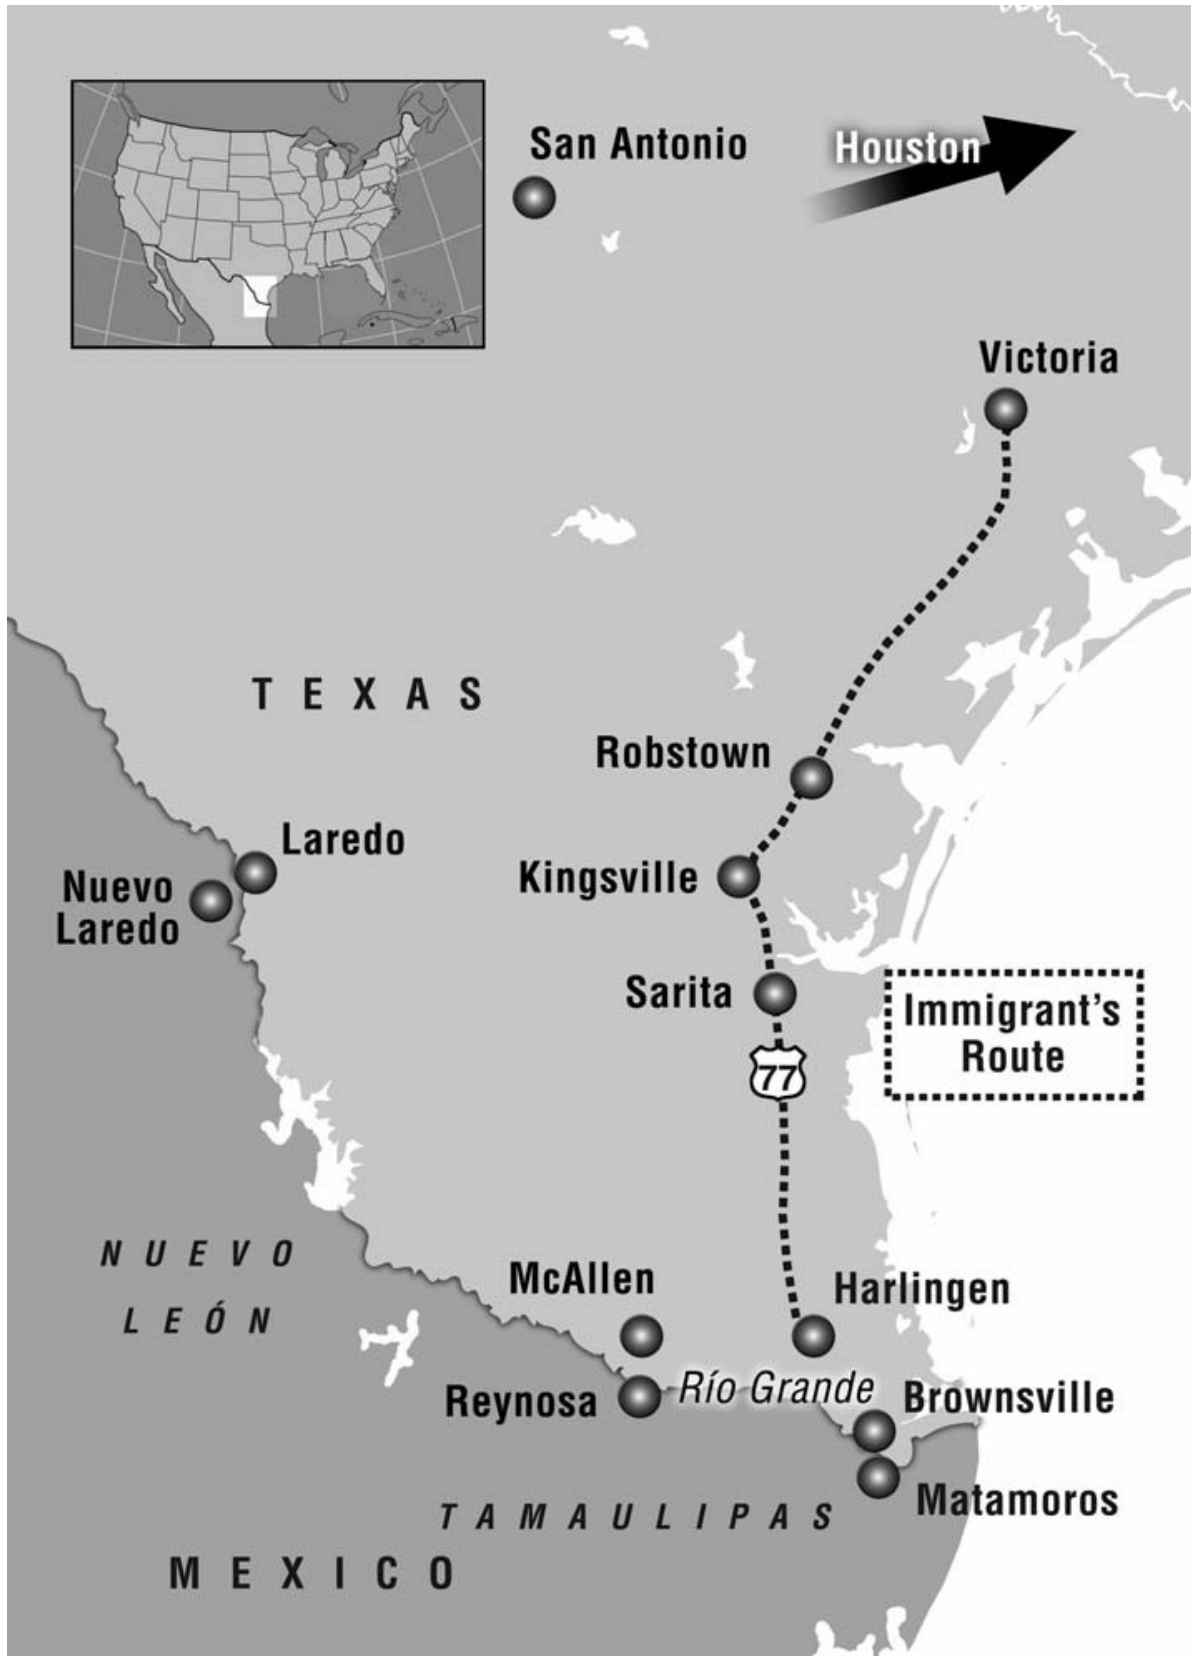 San Antonio
Houston
Victoria
TEXAS
Robstown
Laredo
Kingsville
Nuevo
Laredo
Sarita
Immigrant's
Route
77
NUEVO
LEÓN
McAllen
Harlingen
Reynosa
Río Grande
Brownsville
Matamoros
TAMAULIPAS
MEXICO